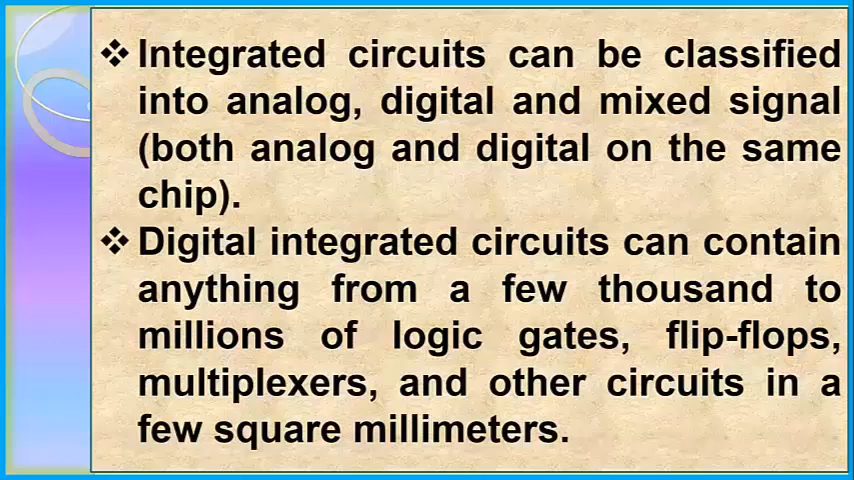 ❖ Integrated circuits can be classified
into analog, digital and mixed signal
(both analog and digital on the same
chip).
❖ Digital integrated circuits can contain
anything from a few thousand to
millions of logic gates, flip-flops,
multiplexers, and other circuits in a
few square millimeters.